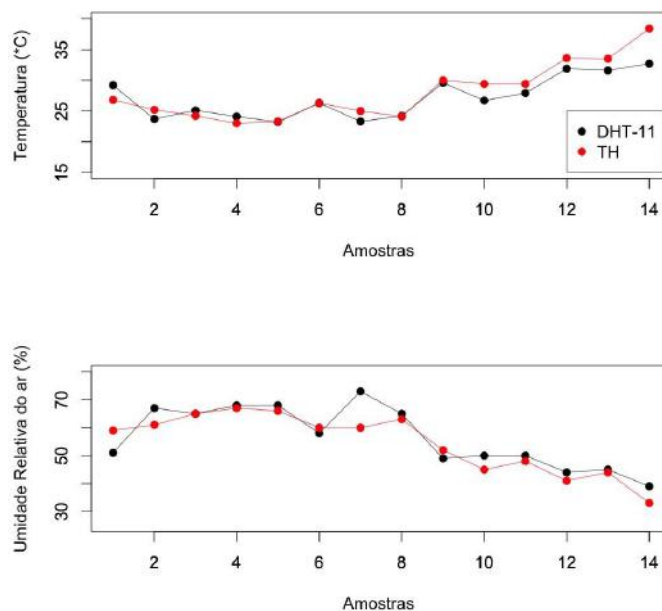 Temperatura (°C)
35
25
15
DHT-11
TH
2 4 6 8 10 12 14
Amostras
Umidade Relativa do ar (%)
70
50
30
2 4 6 8 10 12 14
Amostras